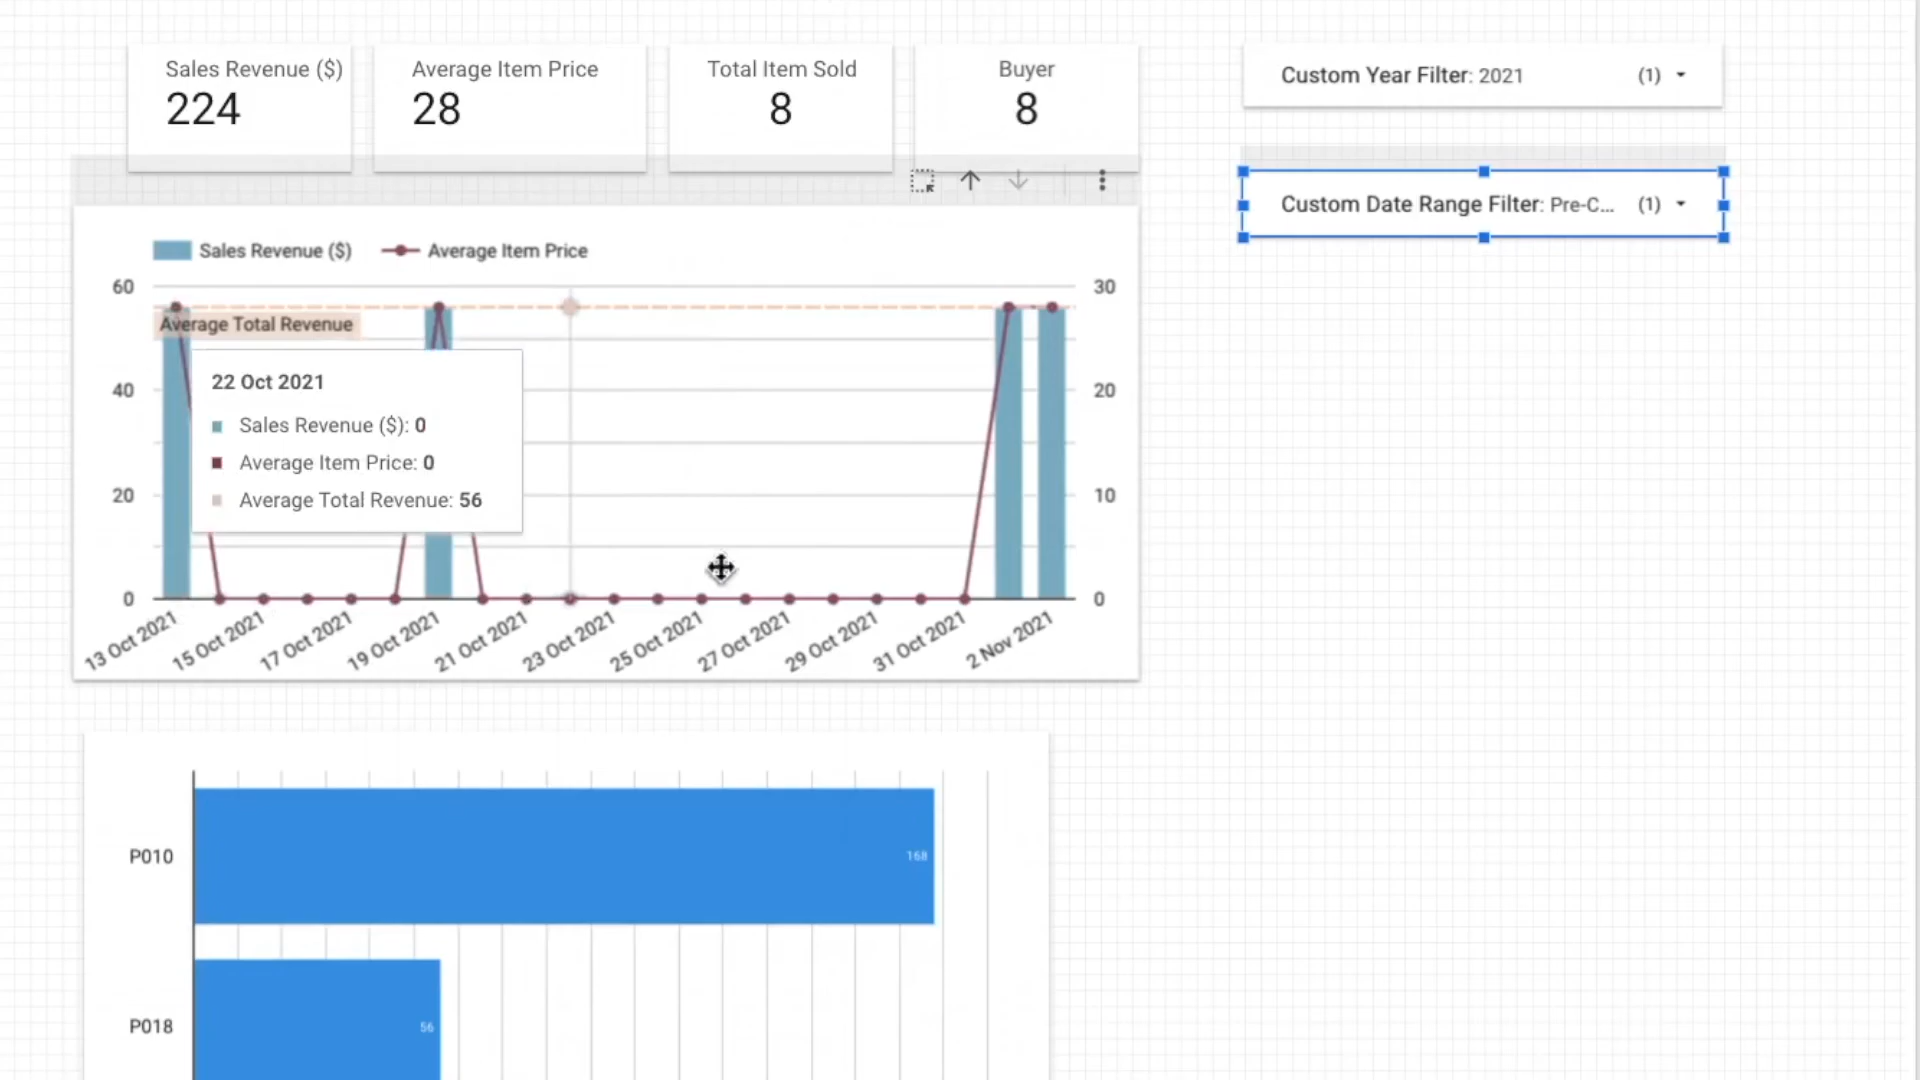 Sales Revenue ($)
224
Average Item Price
28
Total Item Sold
8
Buyer
8
Custom Year Filter: 2021 (1)
Custom Date Range Filter: Pre-C... (1)
Sales Revenue ($) Average Item Price
60
40
20
0
30
20
10
0
Average Total Revenue
22 Oct 2021
Sales Revenue ($): 0
Average Item Price: 0
Average Total Revenue: 56
13 Oct 2021
15 Oct 2021
17 Oct 2021
19 Oct 2021
21 Oct 2021
23 Oct 2021
25 Oct 2021
27 Oct 2021
29 Oct 2021
31 Oct 2021
2 Nov 2021
P010
168
P018
56